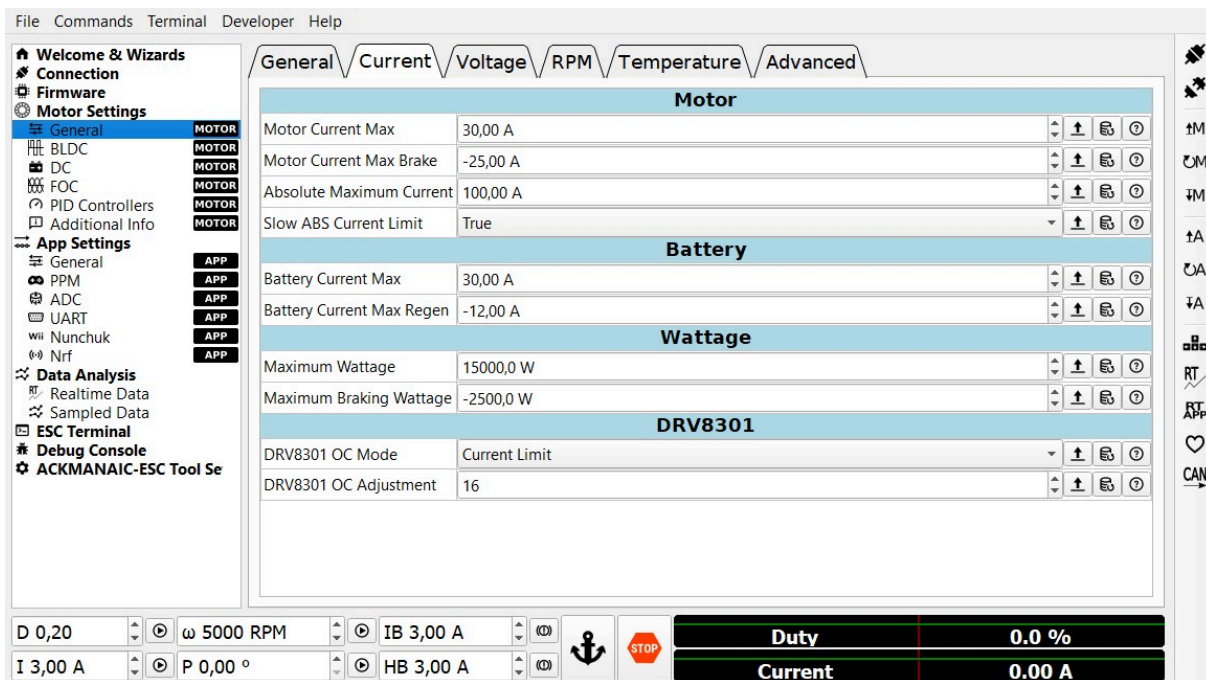 File Commands Terminal Developer Help
Welcome & Wizards
Connection
Firmware
Motor Settings
General MOTOR
BLDC MOTOR
DC MOTOR
FOC MOTOR
PID Controllers MOTOR
Additional Info MOTOR
App Settings
General APP
PPM APP
ADC APP
UART APP
Wii Nunchuk APP
Nrf APP
Data Analysis
RT Realtime Data
Sampled Data
ESC Terminal
Debug Console
ACKMANAIC-ESC Tool Se
General Current Voltage RPM Temperature Advanced
Motor
Motor Current Max 30,00 A
Motor Current Max Brake -25,00 A
Absolute Maximum Current 100,00 A
Slow ABS Current Limit True
Battery
Battery Current Max 30,00 A
Battery Current Max Regen -12,00 A
Wattage
Maximum Wattage 15000,0 W
Maximum Braking Wattage -2500,0 W
DRV8301
DRV8301 OC Mode Current Limit
DRV8301 OC Adjustment 16
M
M
M
A
A
A
RT
RT
APP
CAN
D 0,20 ω 5000 RPM IB 3,00 A
I 3,00 A P 0,00 º HB 3,00 A
STOP
Duty 0.0 %
Current 0.00 A